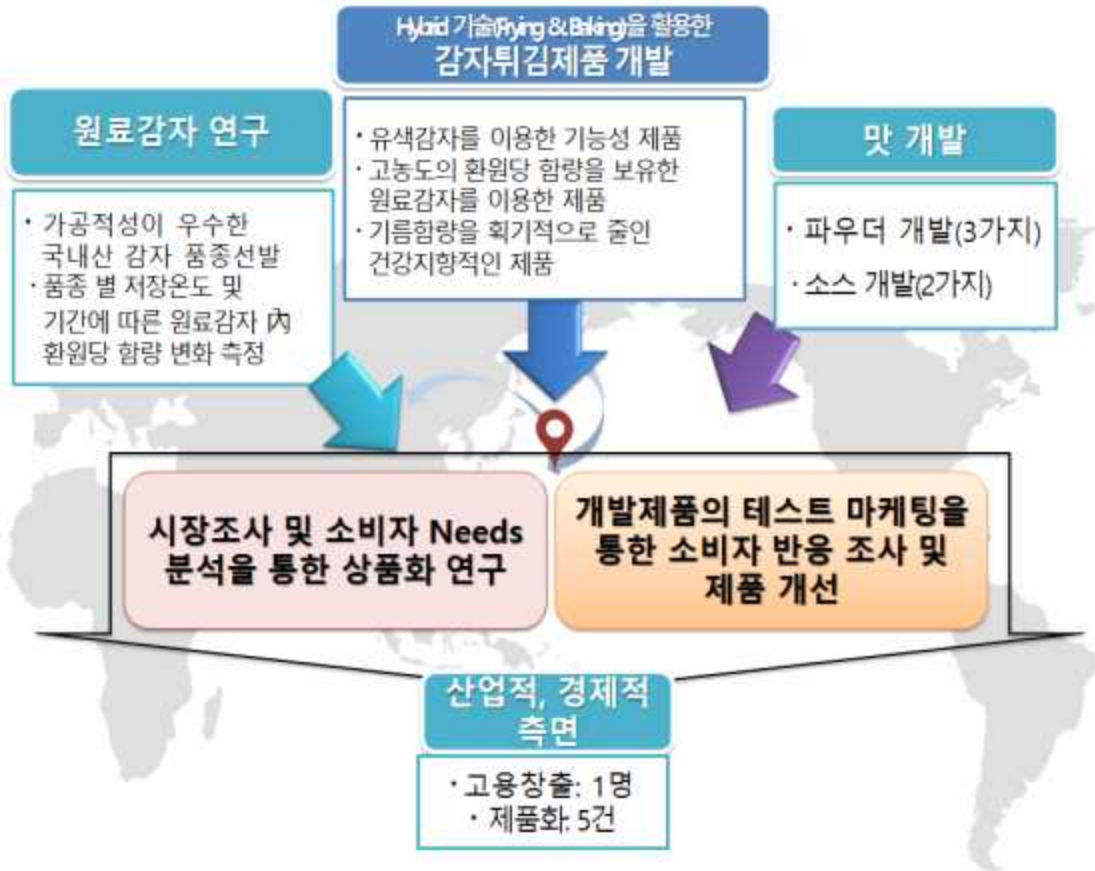 Hybrid 기술(Frying & Baking)을 활용한
감자튀김제품 개발
· 유색감자를 이용한 기능성 제품
· 고농도의 환원당 함량을 보유한
원료감자를 이용한 제품
· 기름함량을 획기적으로 줄인
건강지향적인 제품
원료감자 연구
· 가공적성이 우수한
국내산 감자 품종선발
· 품종 별 저장온도 및
기간에 따른 원료감자 內
환원당 함량 변화 측정
맛 개발
· 파우더 개발(3가지)
· 소스 개발(2가지)
시장조사 및 소비자 Needs
분석을 통한 상품화 연구
개발제품의 테스트 마케팅을
통한 소비자 반응 조사 및
제품 개선
산업적, 경제적
측면
· 고용창출: 1명
· 제품화: 5건